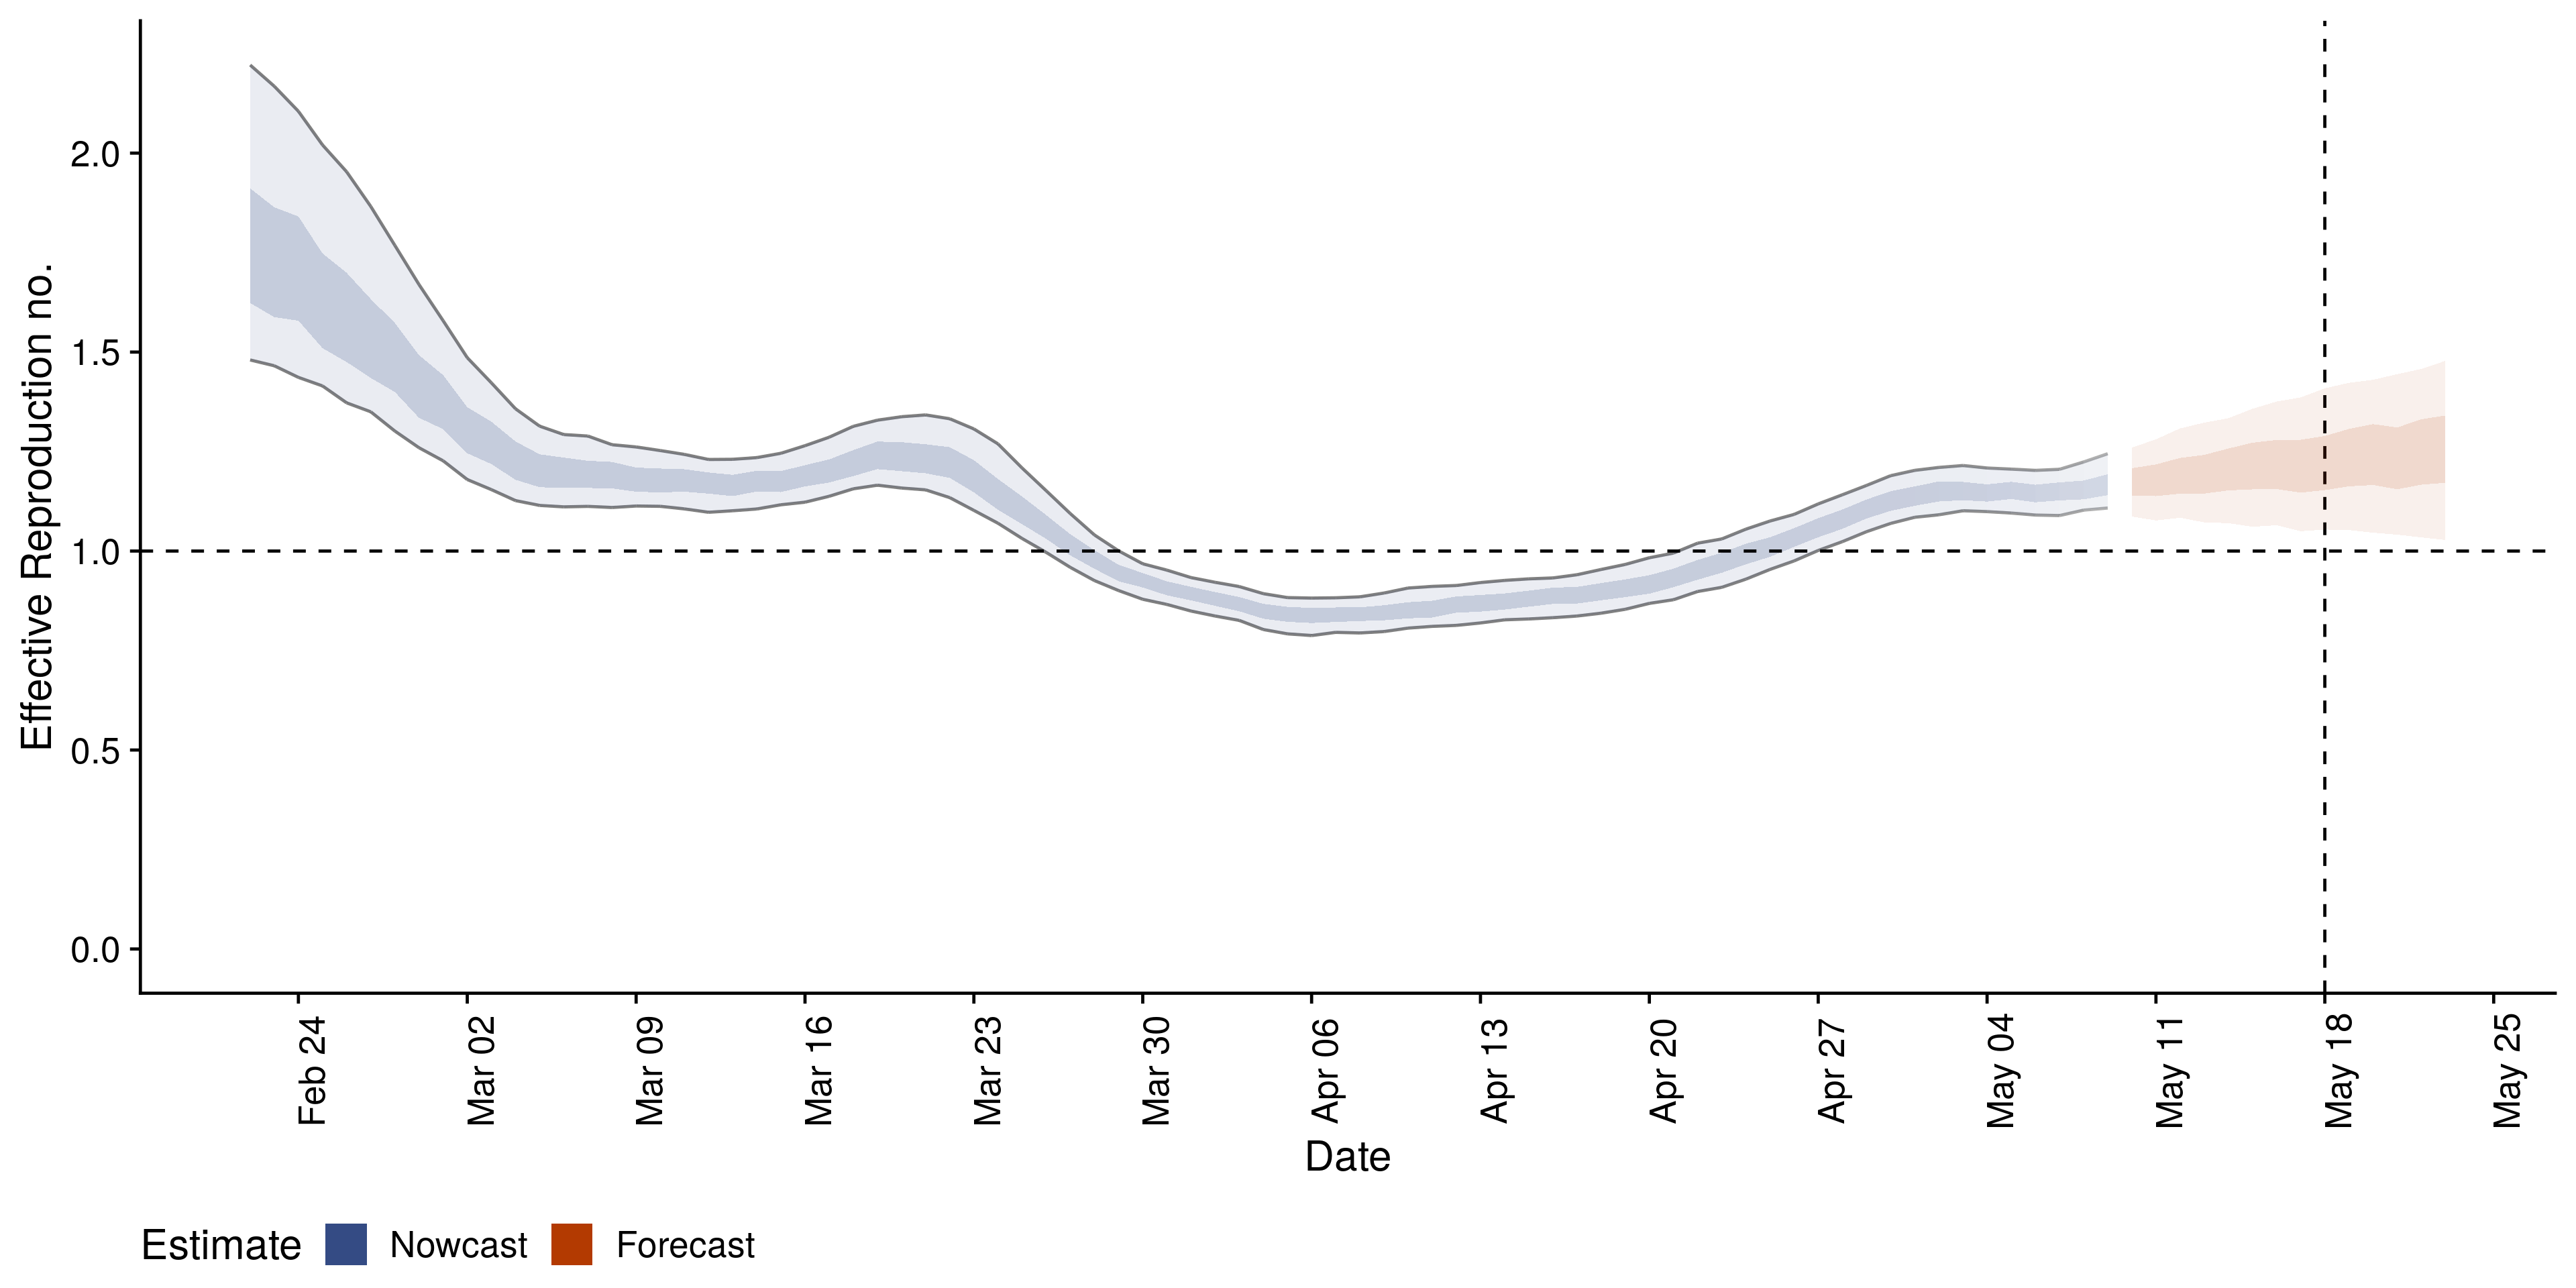 Effective Reproduction no.
2.0
1.5
1.0
0.5
0.0
Feb 24
Mar 02
Mar 09
Mar 16
Mar 23
Mar 30
Apr 06
Apr 13
Apr 20
Apr 27
May 04
May 11
May 18
May 25
Date
Estimate Nowcast Forecast